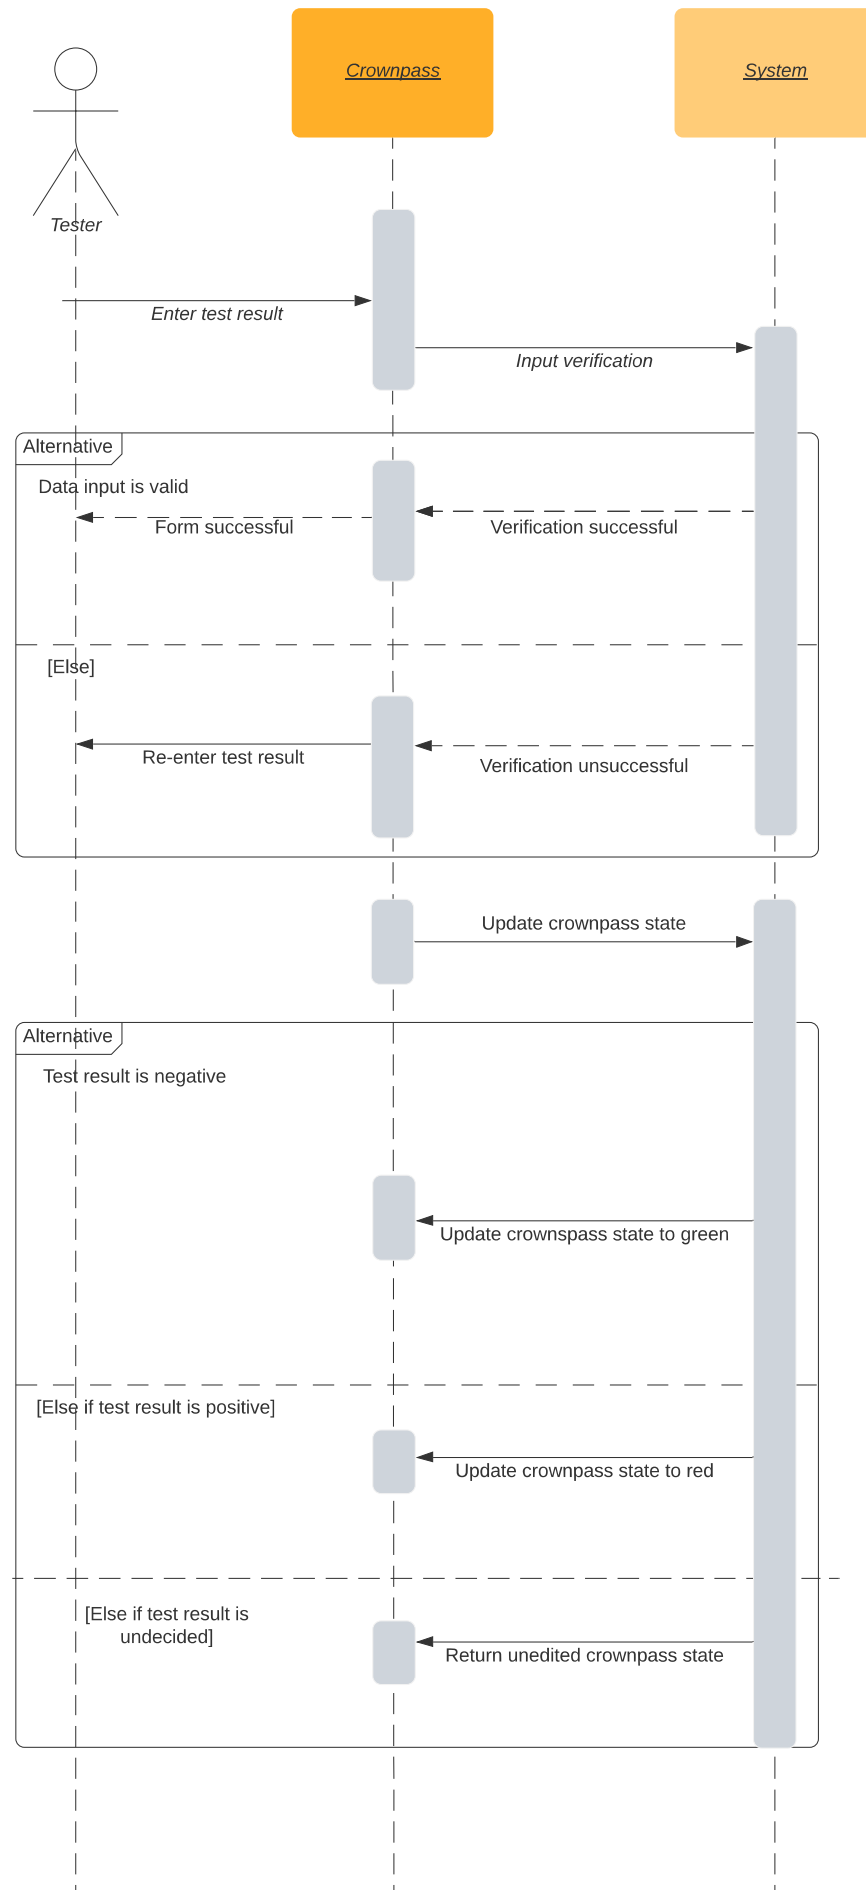 Crownpass
System
Tester
Enter test result
Input verification
Alternative
Data input is valid
Form successful
Verification successful
[Else]
Re-enter test result
Verification unsuccessful
Update crownpass state
Alternative
Test result is negative
Update crownspass state to green
[Else if test result is positive]
Update crownpass state to red
[Else if test result is
undecided]
Return unedited crownpass state